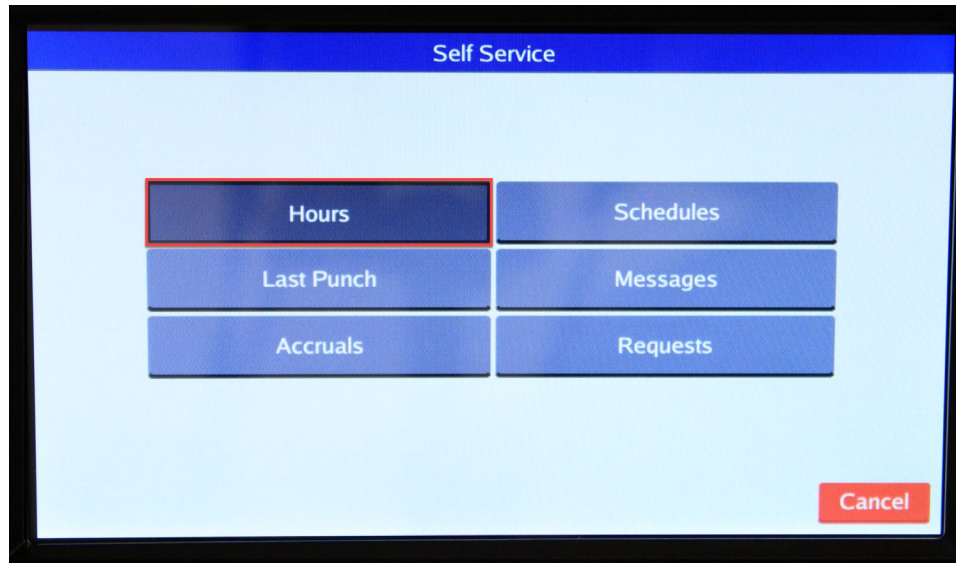 Self Service
Hours
Schedules
Last Punch
Messages
Accruals
Requests
Cancel